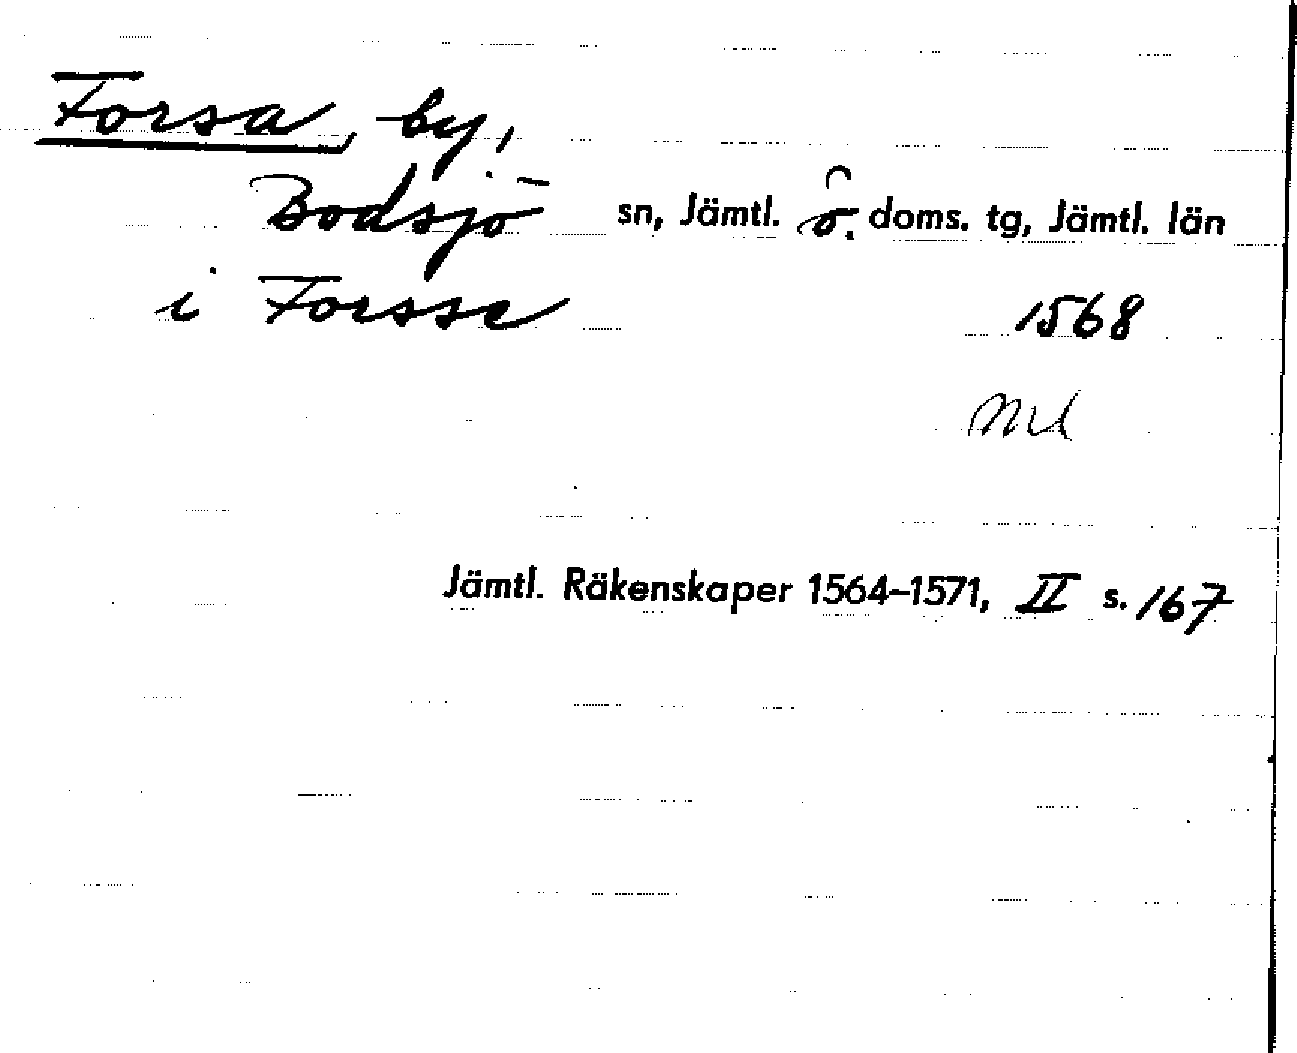 Forsa, by,
Bodsjö sn, Jämtl. ö. doms. tg, Jämtl. län
i Forsse 1568
Jämtl. Räkenskaper 1564–1571, II s. 167